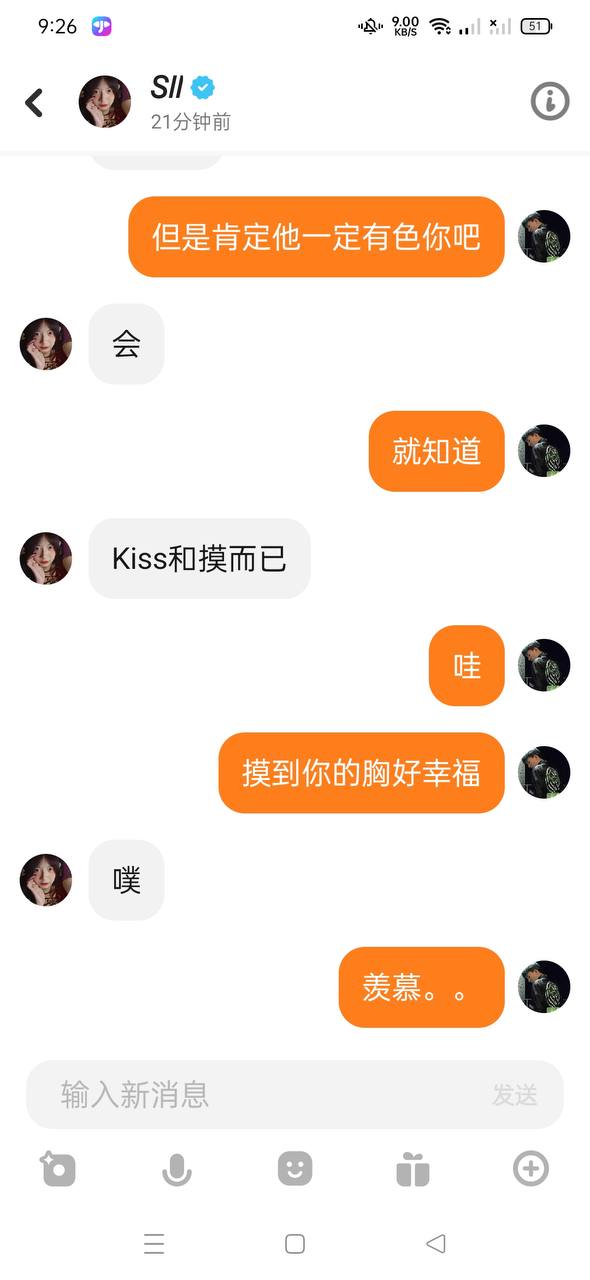 9:26
9.00
KB/S
51
Sll
21分钟前
但是肯定他一定有色你吧
会
就知道
Kiss和摸而已
哇
摸到你的胸好幸福
噗
羡慕。。
输入新消息
发送